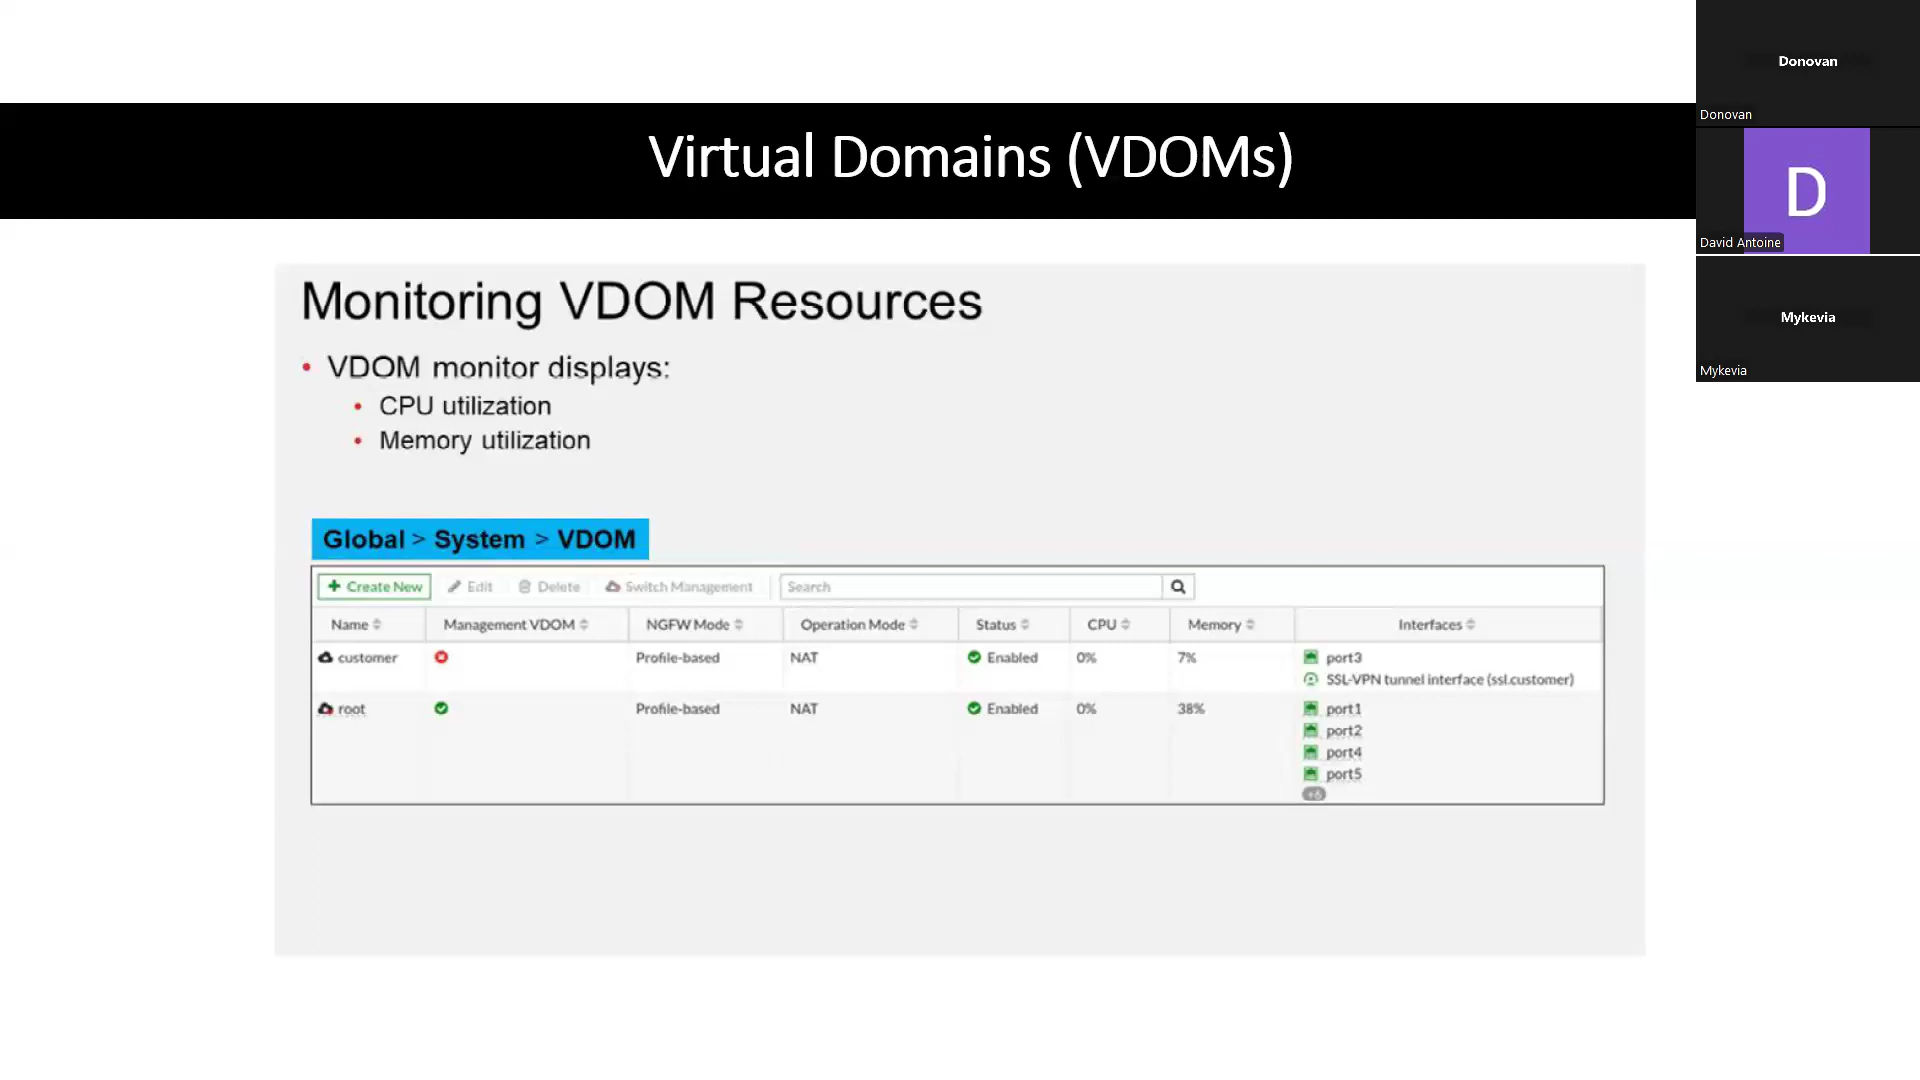 Virtual Domains (VDOMs)
Monitoring VDOM Resources
• VDOM monitor displays:
• CPU utilization
• Memory utilization
Global > System > VDOM
+ Create New Edit Delete Switch Management Search
Name Management VDOM NGFW Mode Operation Mode Status CPU Memory Interfaces
customer Profile-based NAT Enabled 0% 7% port3
SSL-VPN tunnel interface (ssl.customer)
root Profile-based NAT Enabled 0% 38% port1
port2
port4
port5
+6
Donovan
Donovan
D
David Antoine
Mykevia
Mykevia